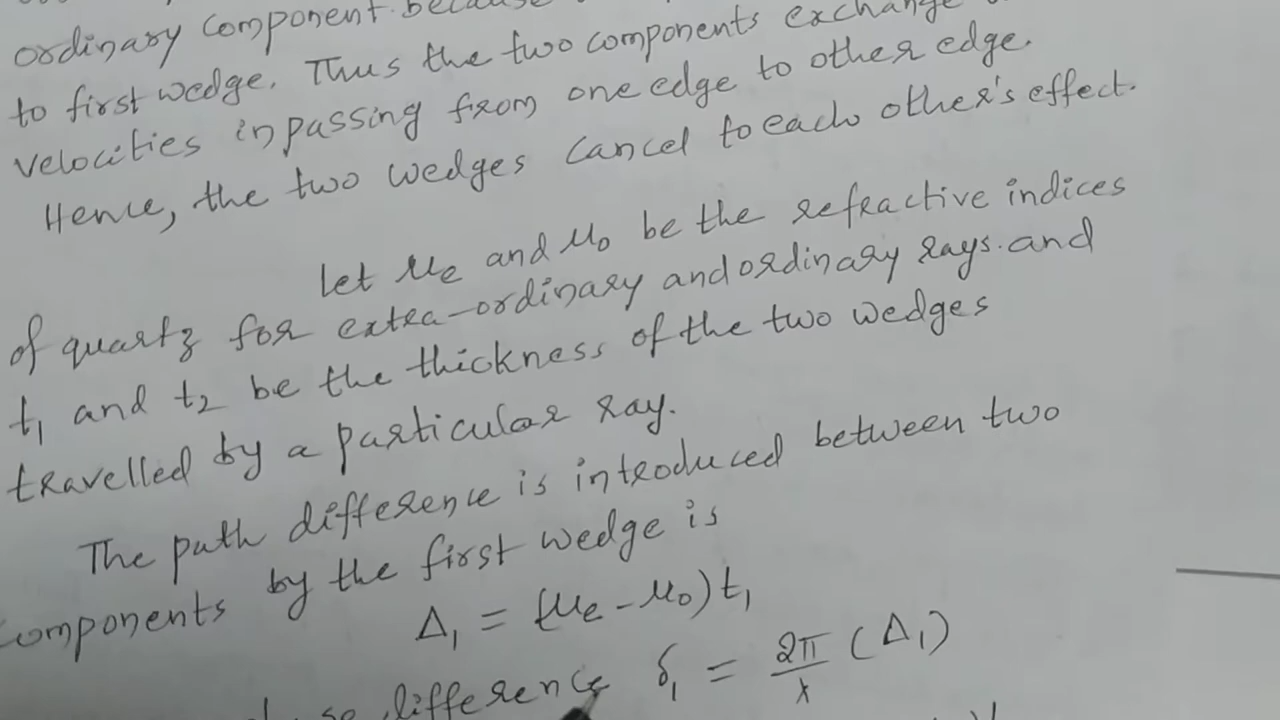 ordinary component because
to first wedge. Thus the two components exchange
velocities in passing from one edge to other edge.
Hence, the two wedges cancel to each other's effect.
Let μe and μo be the refractive indices
of quartz for extra-ordinary and ordinary rays. and
t1 and t2 be the thickness of the two wedges
travelled by a particular ray.
The path difference is introduced between two
components by the first wedge is
Δ1 = (μe - μo) t1
difference δ1 = 2π/λ (Δ1)